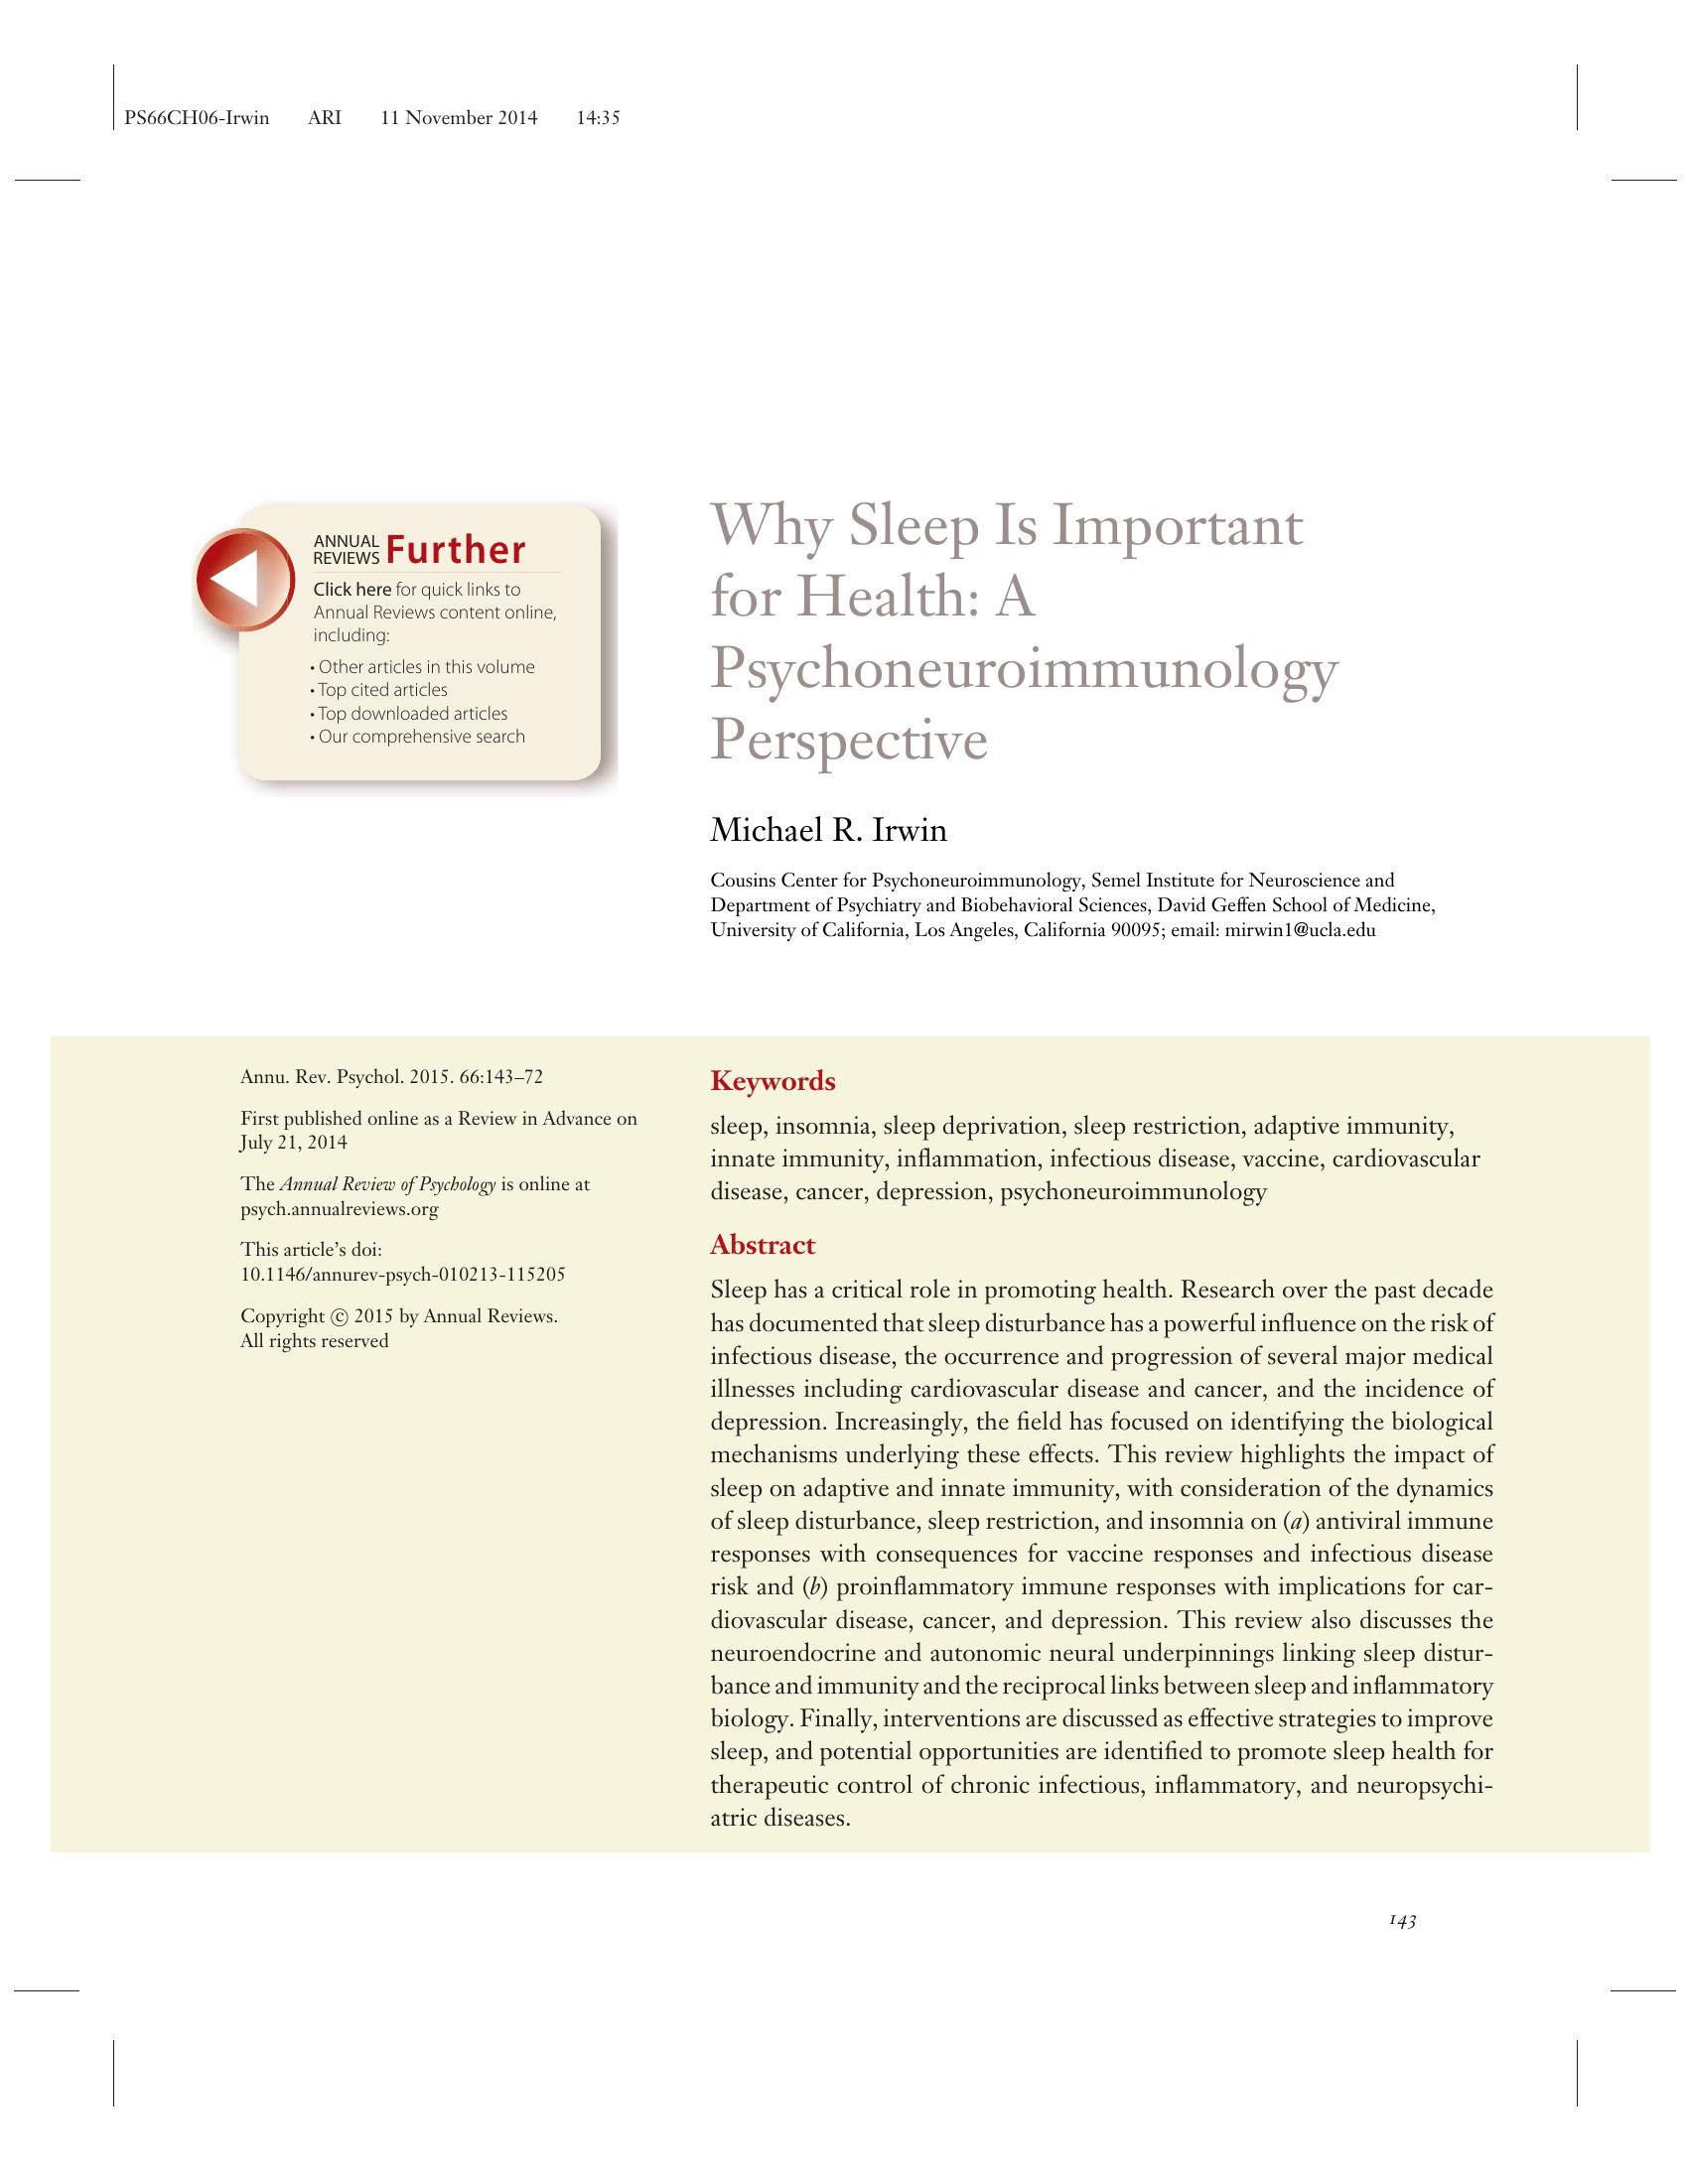 PS66CH06-Irwin ARI 11 November 2014 14:35
ANNUAL
REVIEWS Further
Click here for quick links to
Annual Reviews content online,
including:
• Other articles in this volume
• Top cited articles
• Top downloaded articles
• Our comprehensive search
Why Sleep Is Important
for Health: A
Psychoneuroimmunology
Perspective
Michael R. Irwin
Cousins Center for Psychoneuroimmunology, Semel Institute for Neuroscience and
Department of Psychiatry and Biobehavioral Sciences, David Geffen School of Medicine,
University of California, Los Angeles, California 90095; email: mirwin1@ucla.edu
Annu. Rev. Psychol. 2015. 66:143–72
First published online as a Review in Advance on
July 21, 2014
The Annual Review of Psychology is online at
psych.annualreviews.org
This article’s doi:
10.1146/annurev-psych-010213-115205
Copyright © 2015 by Annual Reviews.
All rights reserved
Keywords
sleep, insomnia, sleep deprivation, sleep restriction, adaptive immunity,
innate immunity, inflammation, infectious disease, vaccine, cardiovascular
disease, cancer, depression, psychoneuroimmunology
Abstract
Sleep has a critical role in promoting health. Research over the past decade
has documented that sleep disturbance has a powerful influence on the risk of
infectious disease, the occurrence and progression of several major medical
illnesses including cardiovascular disease and cancer, and the incidence of
depression. Increasingly, the field has focused on identifying the biological
mechanisms underlying these effects. This review highlights the impact of
sleep on adaptive and innate immunity, with consideration of the dynamics
of sleep disturbance, sleep restriction, and insomnia on (a) antiviral immune
responses with consequences for vaccine responses and infectious disease
risk and (b) proinflammatory immune responses with implications for car-
diovascular disease, cancer, and depression. This review also discusses the
neuroendocrine and autonomic neural underpinnings linking sleep distur-
bance and immunity and the reciprocal links between sleep and inflammatory
biology. Finally, interventions are discussed as effective strategies to improve
sleep, and potential opportunities are identified to promote sleep health for
therapeutic control of chronic infectious, inflammatory, and neuropsychi-
atric diseases.
143